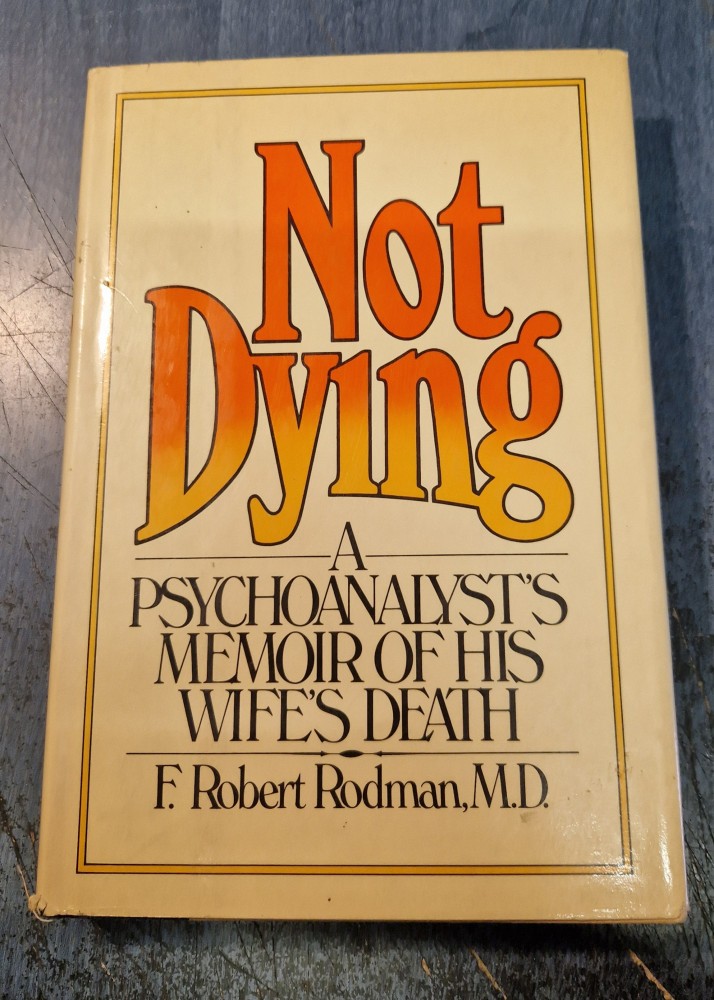 Not
Dying
A
PSYCHOANALYST'S
MEMOIR OF HIS
WIFE'S DEATH
F. Robert Rodman, M.D.